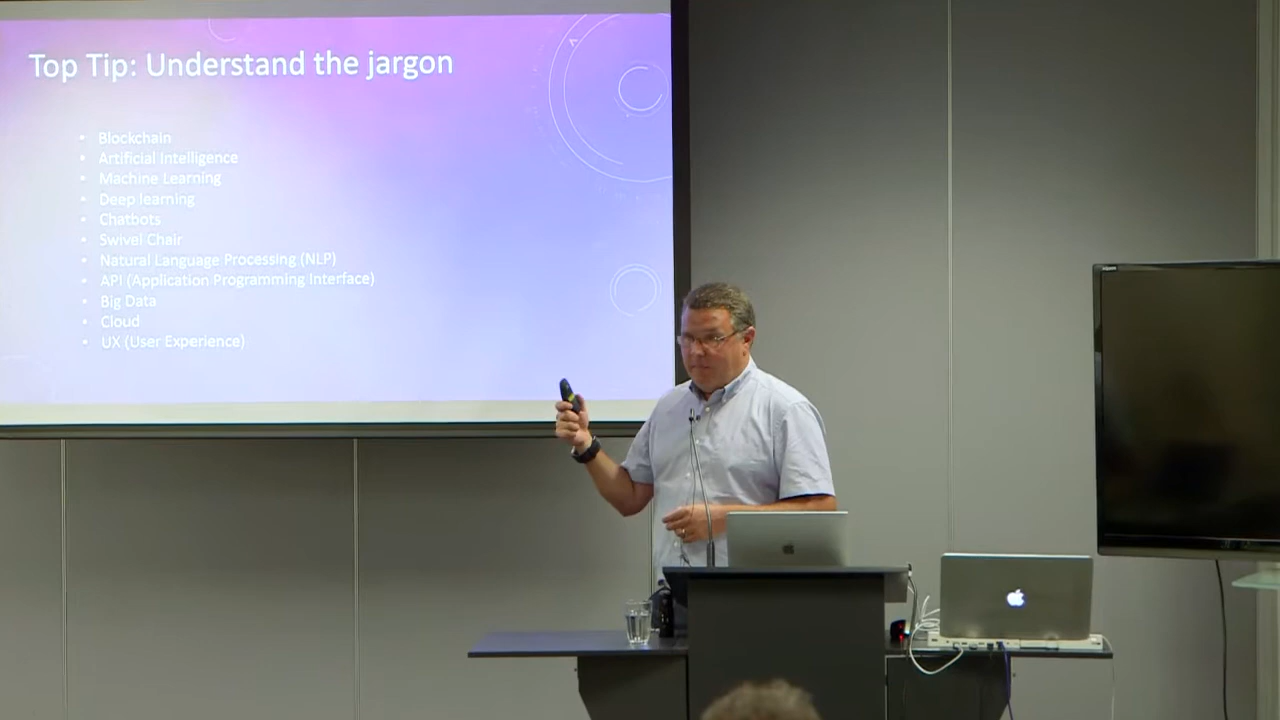 Top Tip: Understand the jargon
• Blockchain
• Artificial Intelligence
• Machine Learning
• Deep learning
• Chatbots
• Swivel Chair
• Natural Language Processing (NLP)
• API (Application Programming Interface)
• Big Data
• Cloud
• UX (User Experience)